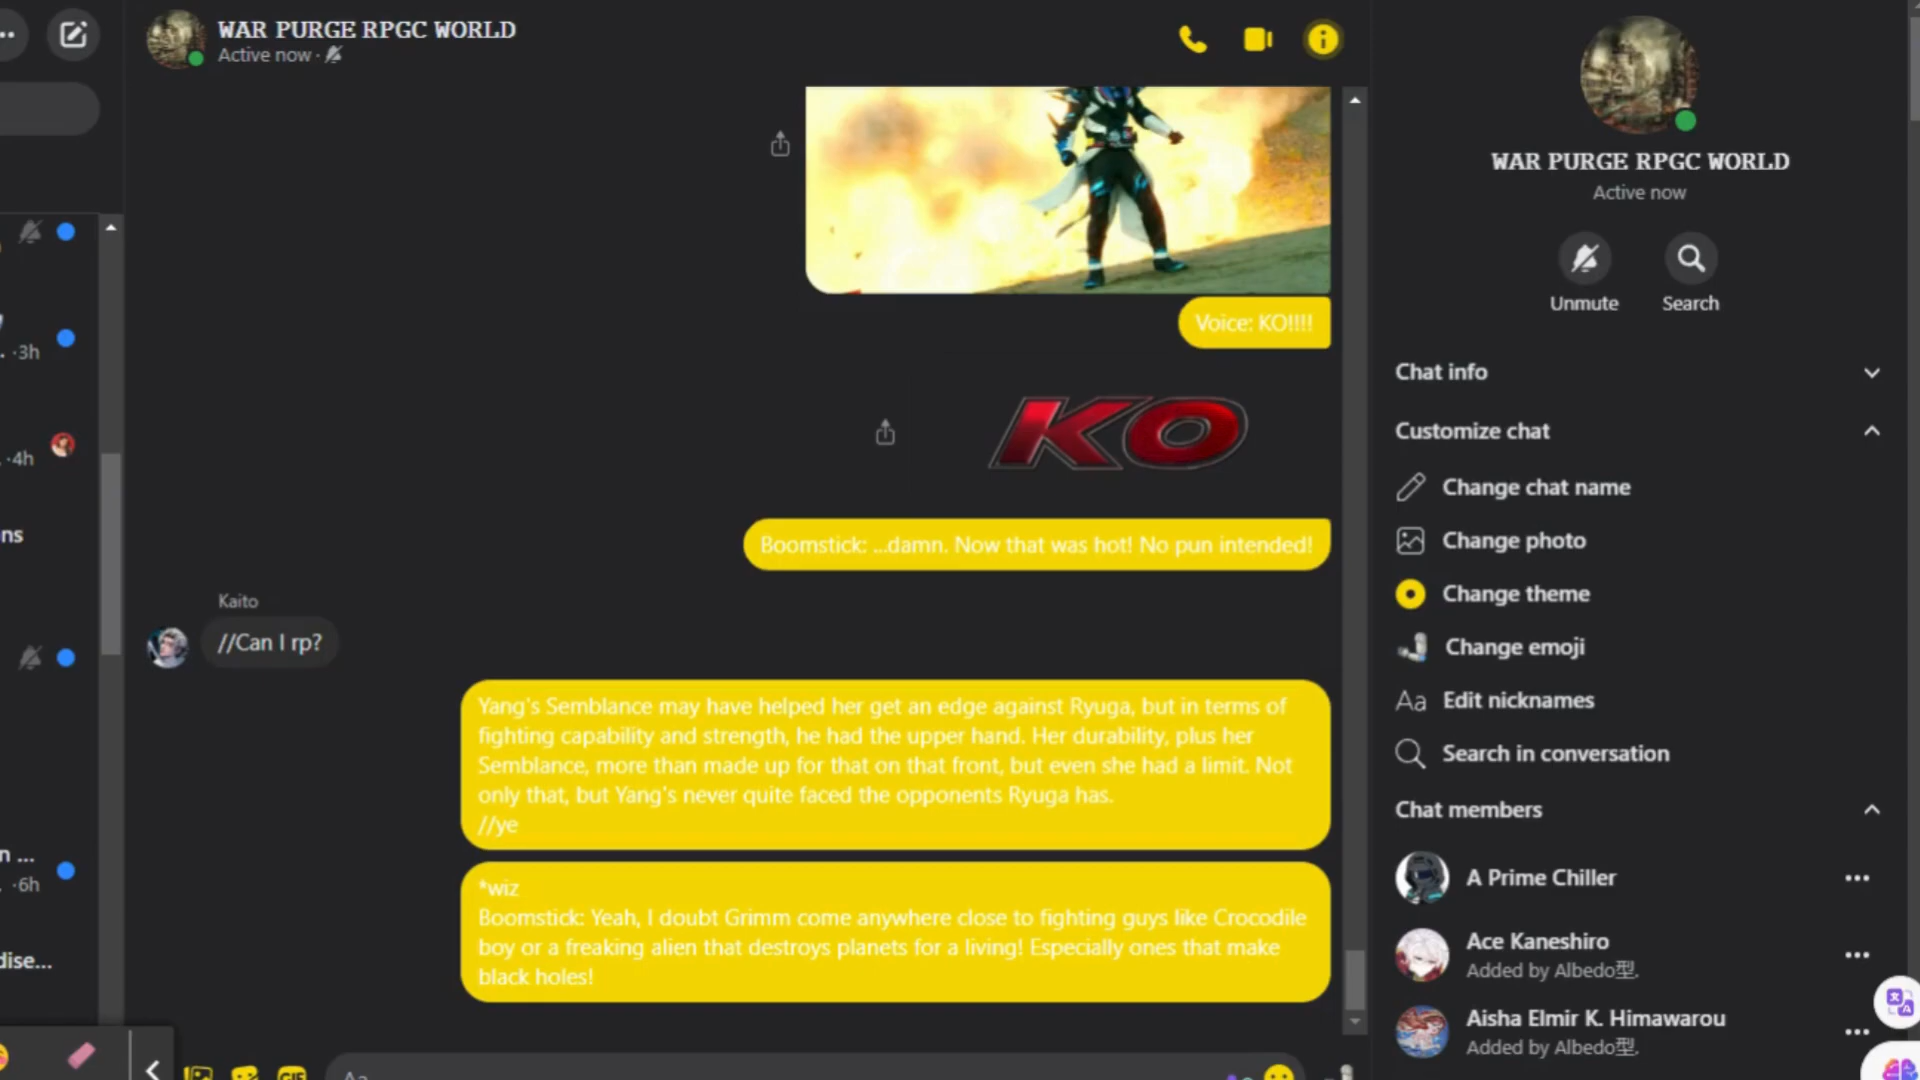 WAR PURGE RPGC WORLD
Active now ·
·3h
·4h
ns
n ...
·6h
dise...
Voice: KO!!!!
KO
Boomstick: ...damn. Now that was hot! No pun intended!
Kaito
//Can I rp?
Yang's Semblance may have helped her get an edge against Ryuga, but in terms of
fighting capability and strength, he had the upper hand. Her durability, plus her
Semblance, more than made up for that on that front, but even she had a limit. Not
only that, but Yang's never quite faced the opponents Ryuga has.
//ye
*wiz
Boomstick: Yeah, I doubt Grimm come anywhere close to fighting guys like Crocodile
boy or a freaking alien that destroys planets for a living! Especially ones that make
black holes!
GIF
Aa
WAR PURGE RPGC WORLD
Active now
Unmute
Search
Chat info
Customize chat
Change chat name
Change photo
Change theme
Change emoji
Aa Edit nicknames
Search in conversation
Chat members
A Prime Chiller
Ace Kaneshiro
Added by Albedo型.
Aisha Elmir K. Himawarou
Added by Albedo型.